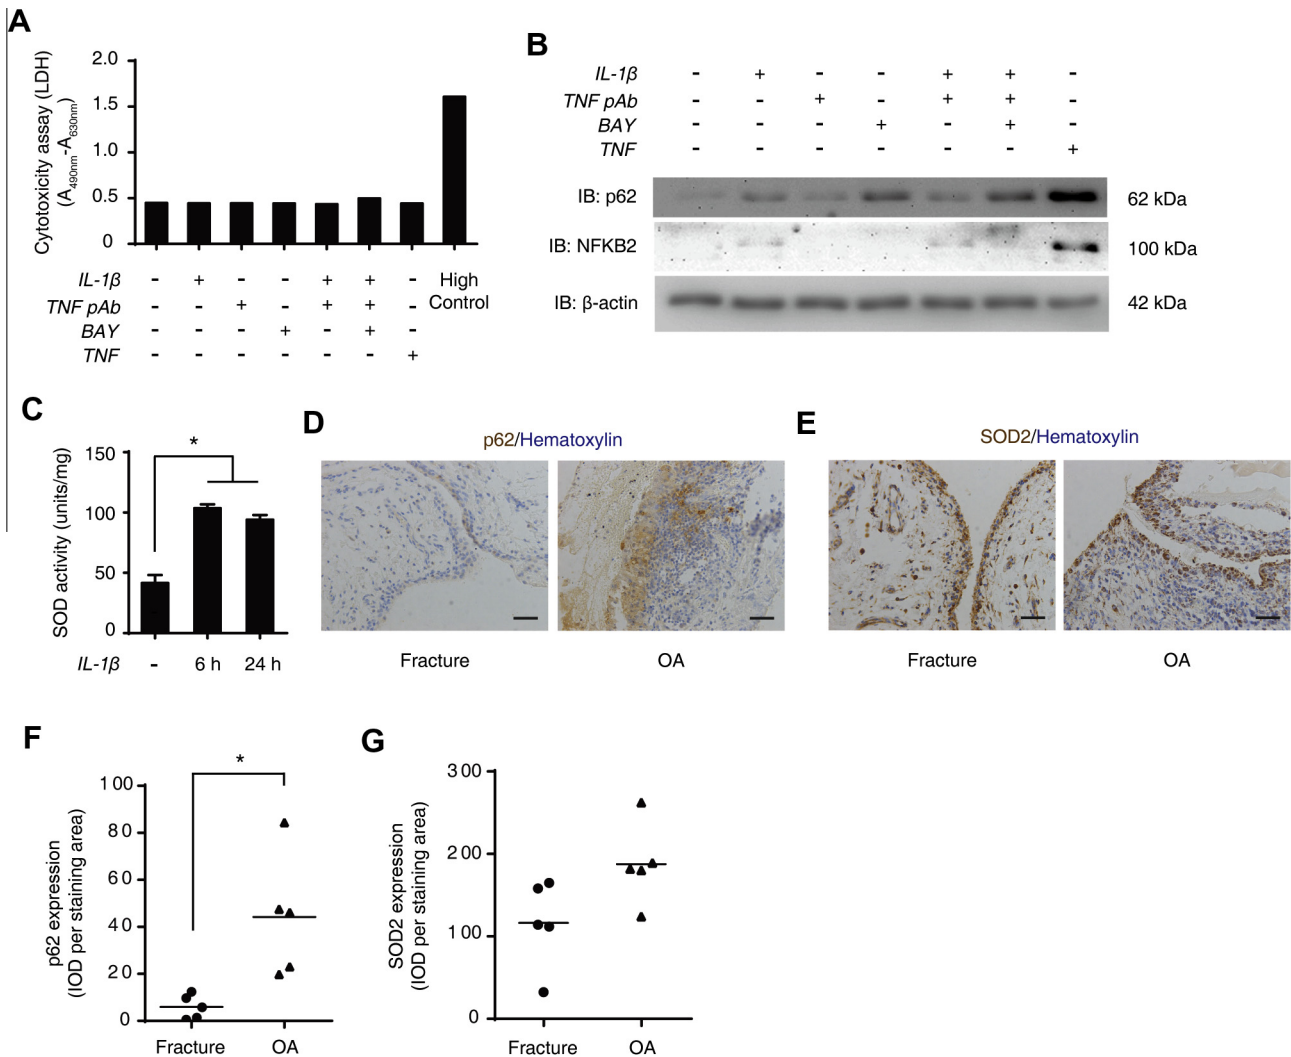 A
Cytotoxicity assay (LDH)
(A490nm-A630nm)
2.0
1.5
1.0
0.5
0
IL-1β - + - - + + - High
TNF pAb - - + - + + - Control
BAY - - - + - + -
TNF - - - - - - +
B
IL-1β - + - - + + -
TNF pAb - - + - + + -
BAY - - - + - + -
TNF - - - - - - +
IB: p62 62 kDa
IB: NFKB2 100 kDa
IB: β-actin 42 kDa
C
SOD activity (units/mg)
150
100
50
0
*
IL-1β - 6 h 24 h
D
p62/Hematoxylin
Fracture OA
E
SOD2/Hematoxylin
Fracture OA
F
p62 expression
(IOD per staining area)
100
80
60
40
20
0
*
Fracture OA
G
SOD2 expression
(IOD per staining area)
300
200
100
0
Fracture OA